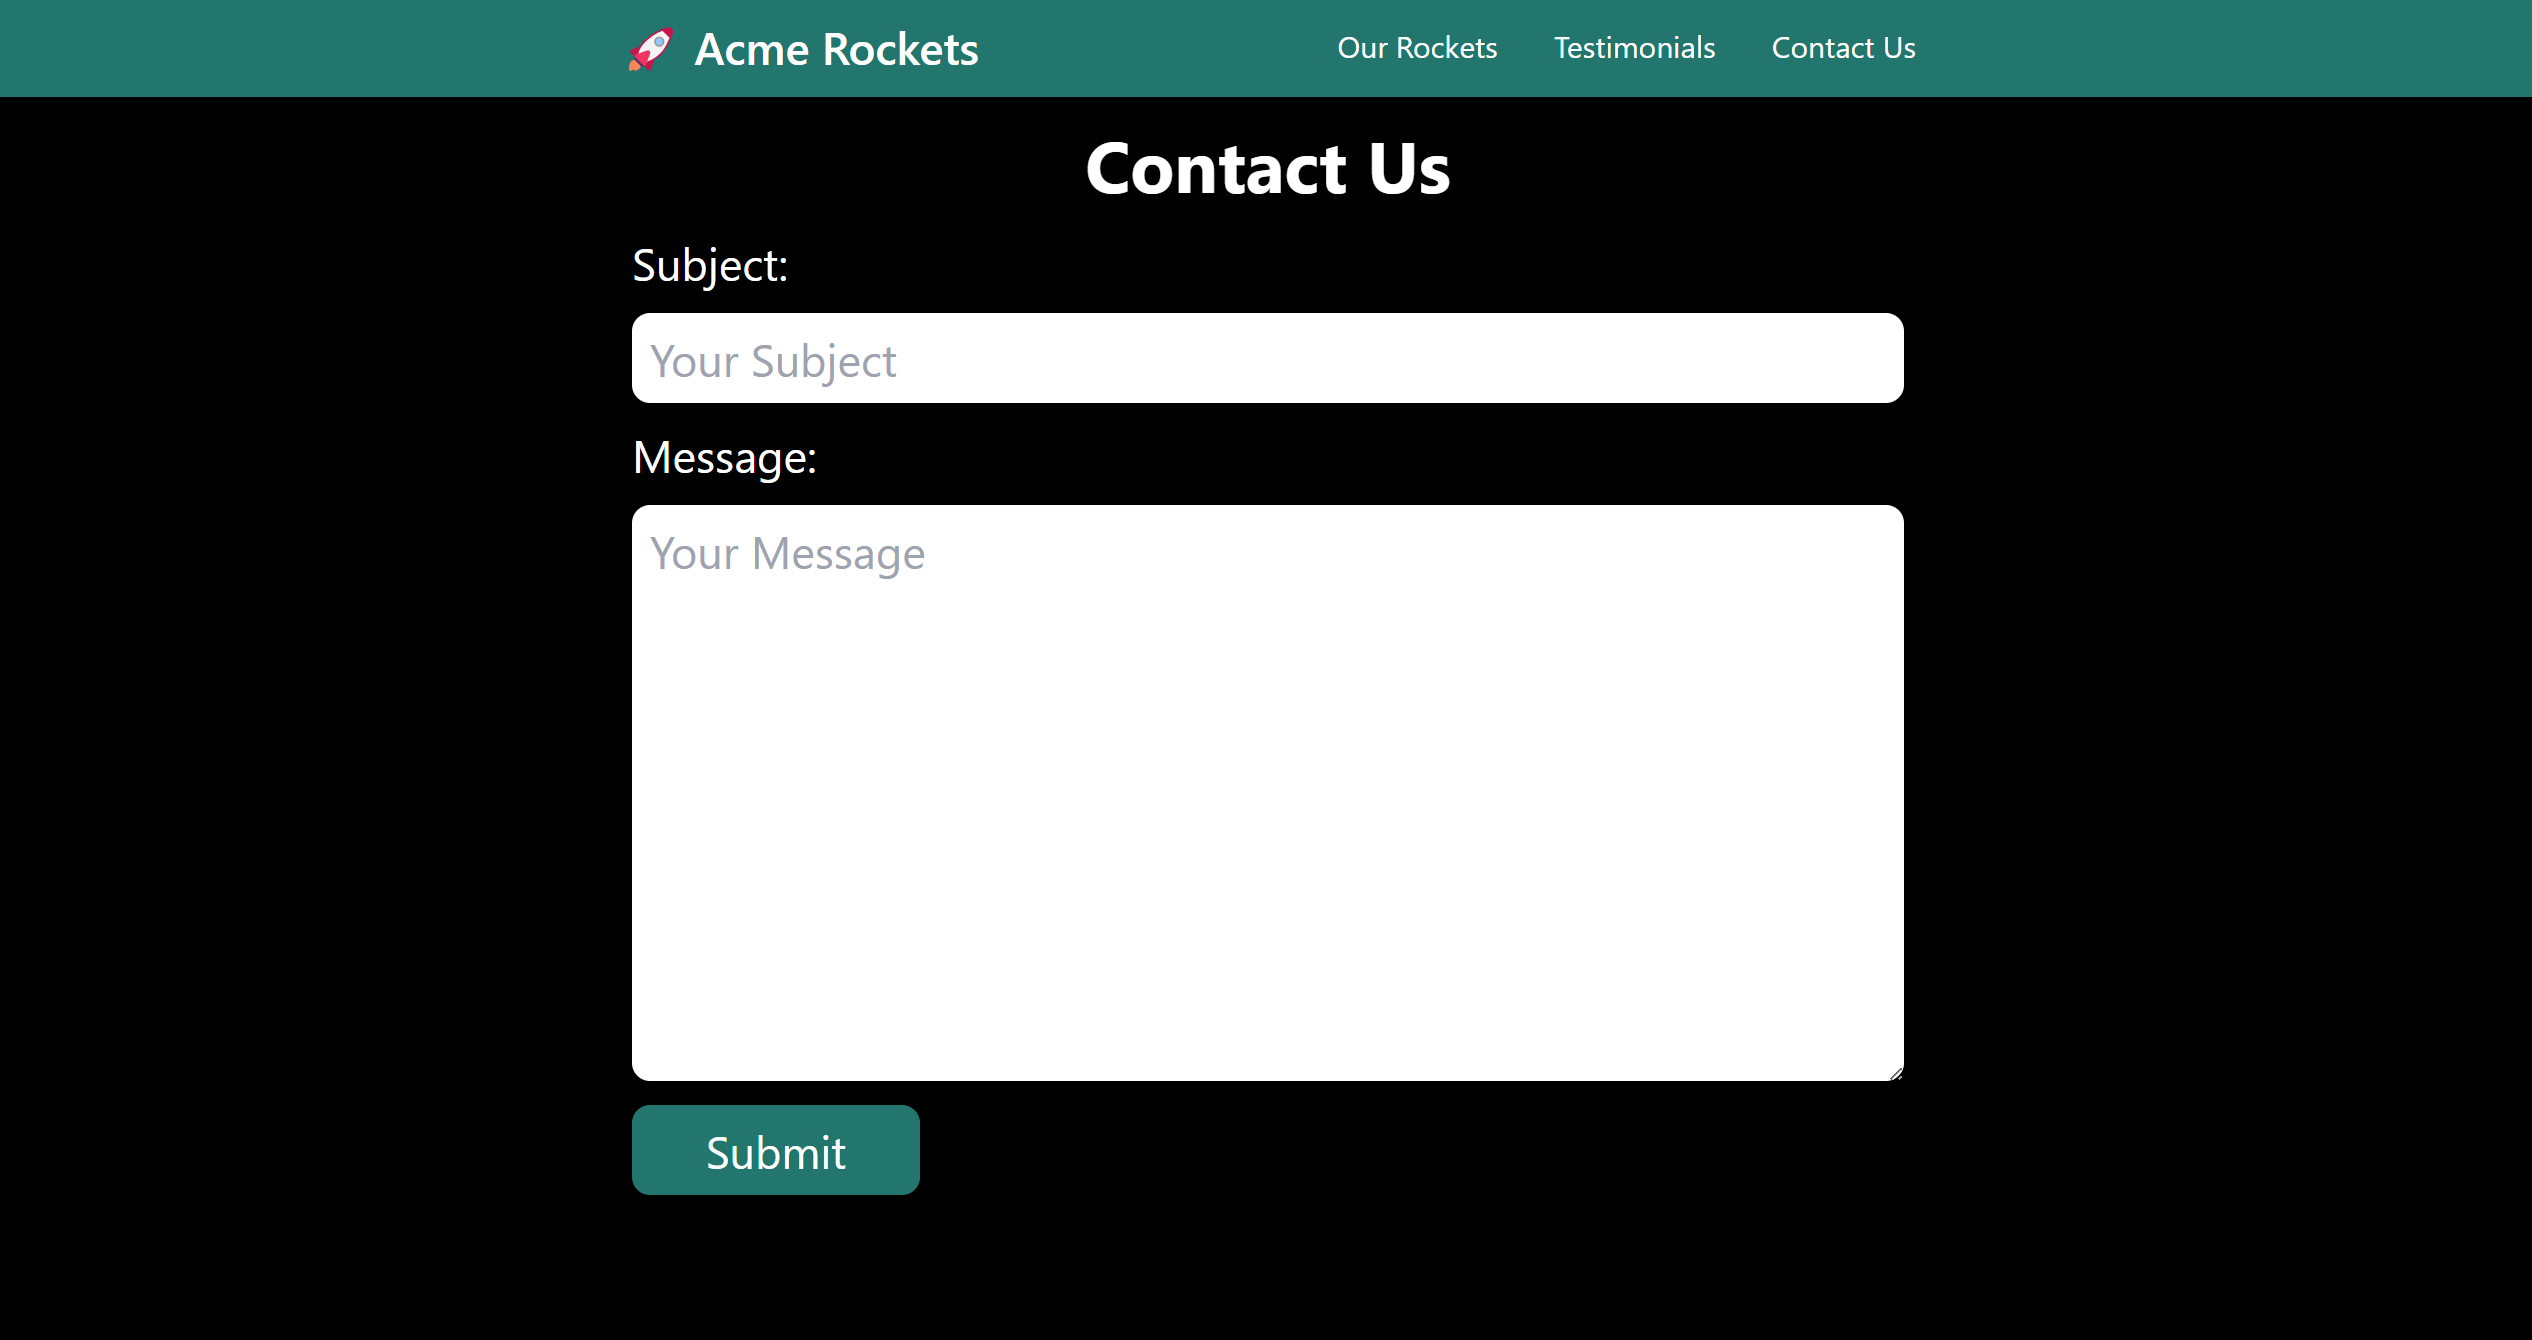 Acme Rockets
Our Rockets Testimonials Contact Us
Contact Us
Subject:
Your Subject
Message:
Your Message
Submit